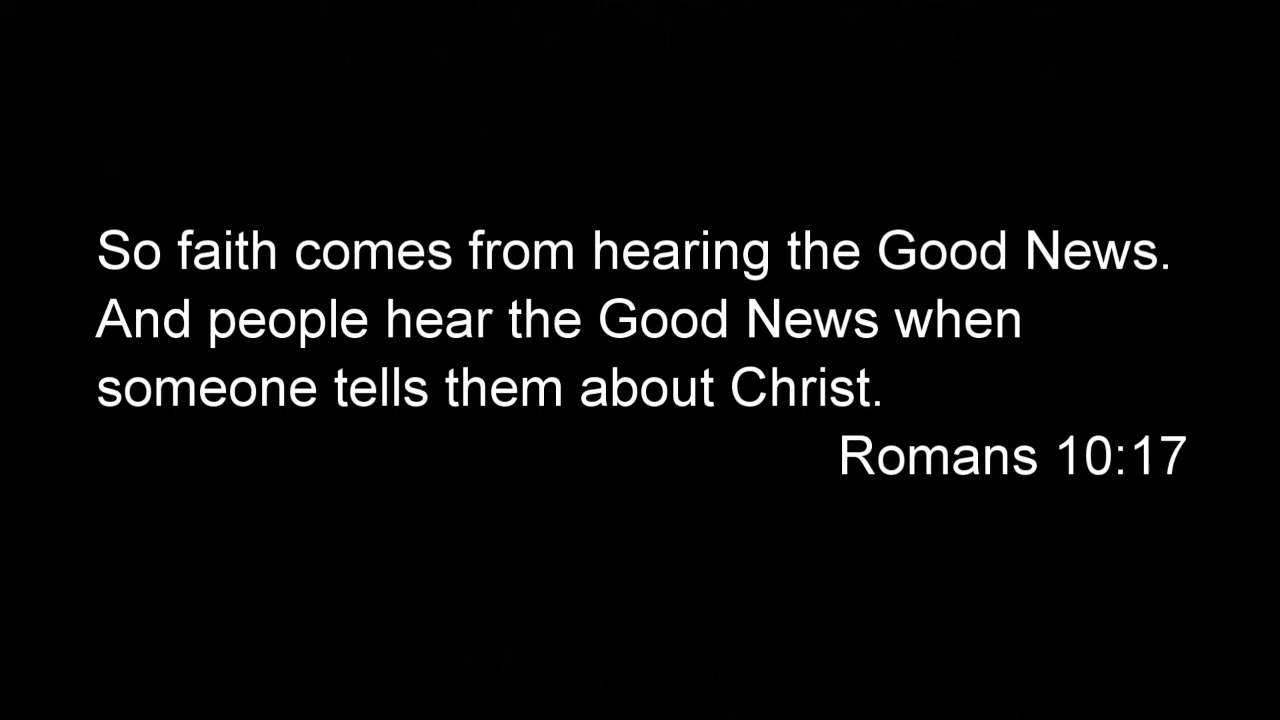 So faith comes from hearing the Good News.
And people hear the Good News when
someone tells them about Christ.
Romans 10:17